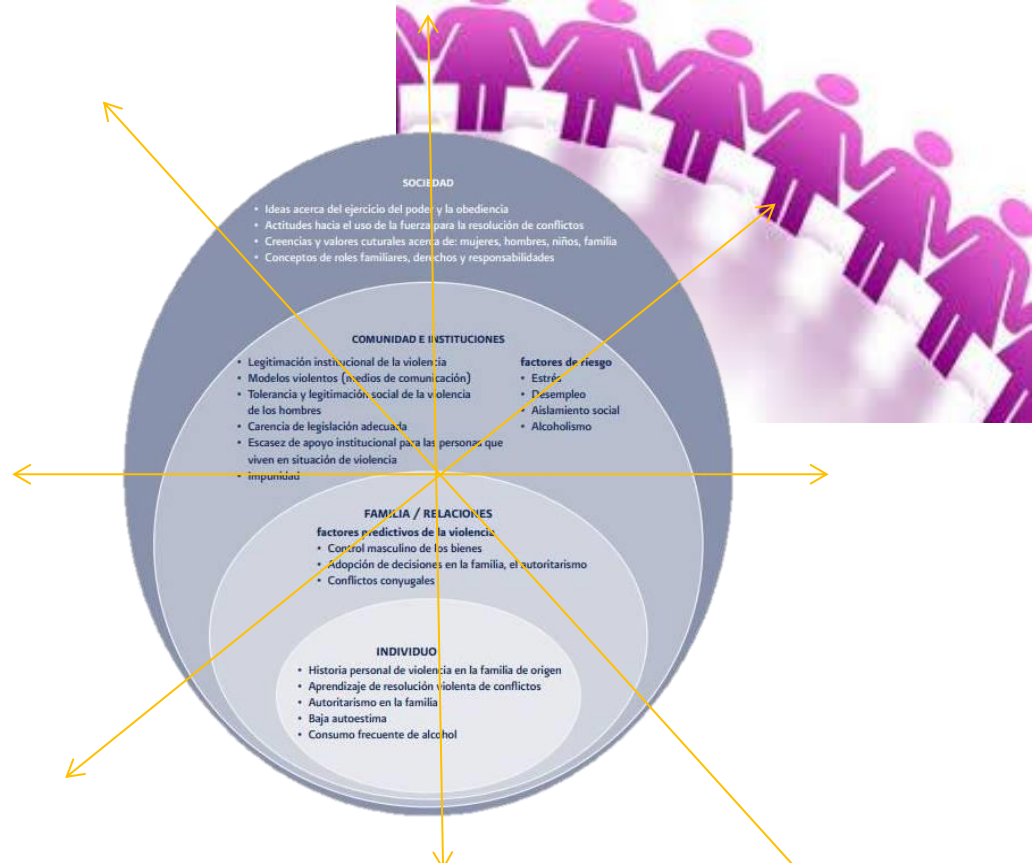 SOCIEDAD
• Ideas acerca del ejercicio del poder y la obediencia
• Actitudes hacia el uso de la fuerza para la resolución de conflictos
• Creencias y valores cuturales acerca de: mujeres, hombres, niños, familia
• Conceptos de roles familiares, derechos y responsabilidades
COMUNIDAD E INSTITUCIONES
• Legitimación institucional de la violencia
• Modelos violentos (medios de comunicación)
• Tolerancia y legitimación social de la violencia
de los hombres
• Carencia de legislación adecuada
• Escasez de apoyo institucional para las personas que
viven en situación de violencia
• Impunidad
factores de riesgo
• Estrés
• Desempleo
• Aislamiento social
• Alcoholismo
FAMILIA / RELACIONES
factores predictivos de la violencia
• Control masculino de los bienes
• Adopción de decisiones en la familia, el autoritarismo
• Conflictos conyugales
INDIVIDUO
• Historia personal de violencia en la familia de origen
• Aprendizaje de resolución violenta de conflictos
• Autoritarismo en la familia
• Baja autoestima
• Consumo frecuente de alcohol